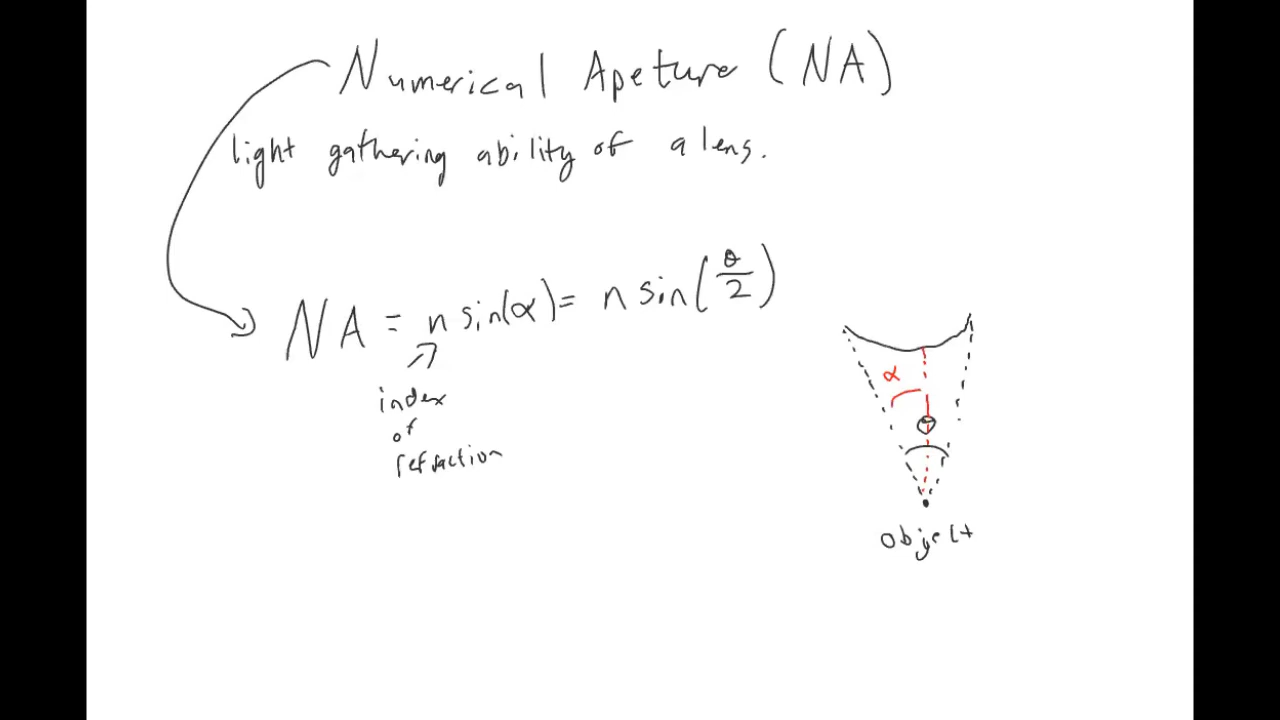 Numerical Apeture (NA)
light gathering ability of a lens.
NA = n sin(α) = n sin(θ/2)
index
of
refraction
α
θ
object